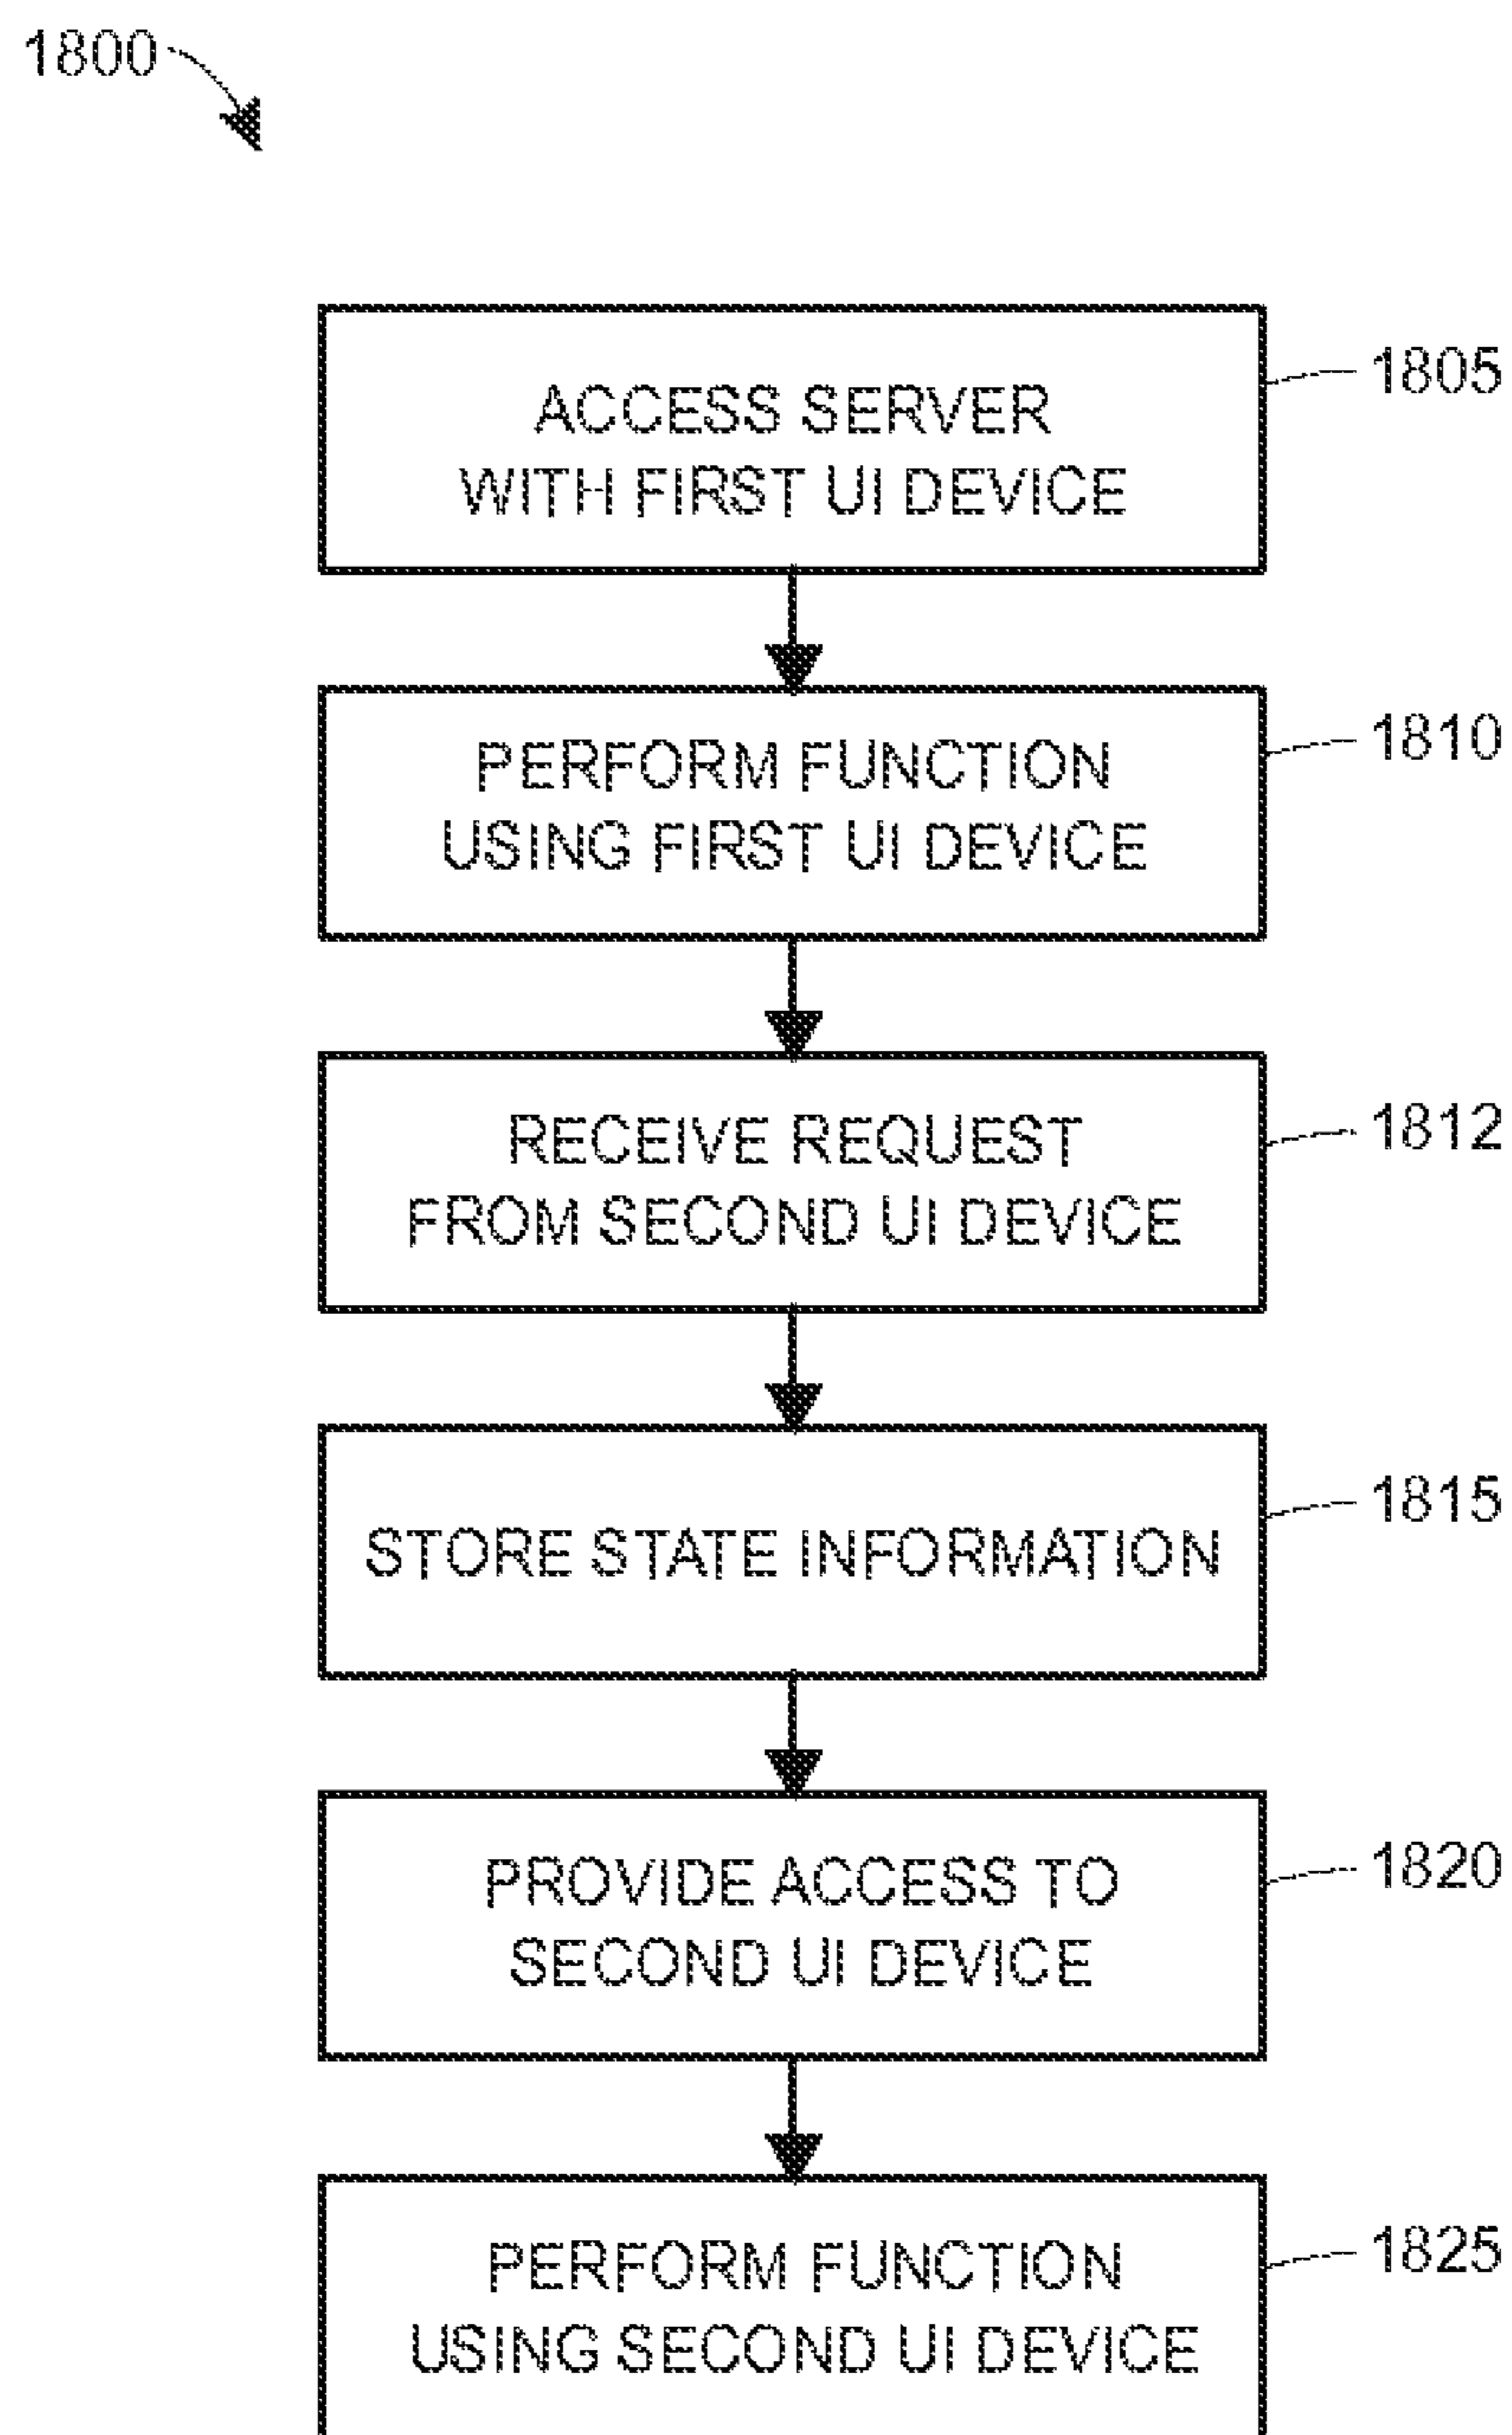 1800
ACCESS SERVER
WITH FIRST UI DEVICE
1805
PERFORM FUNCTION
USING FIRST UI DEVICE
1810
RECEIVE REQUEST
FROM SECOND UI DEVICE
1812
STORE STATE INFORMATION
1815
PROVIDE ACCESS TO
SECOND UI DEVICE
1820
PERFORM FUNCTION
USING SECOND UI DEVICE
1825